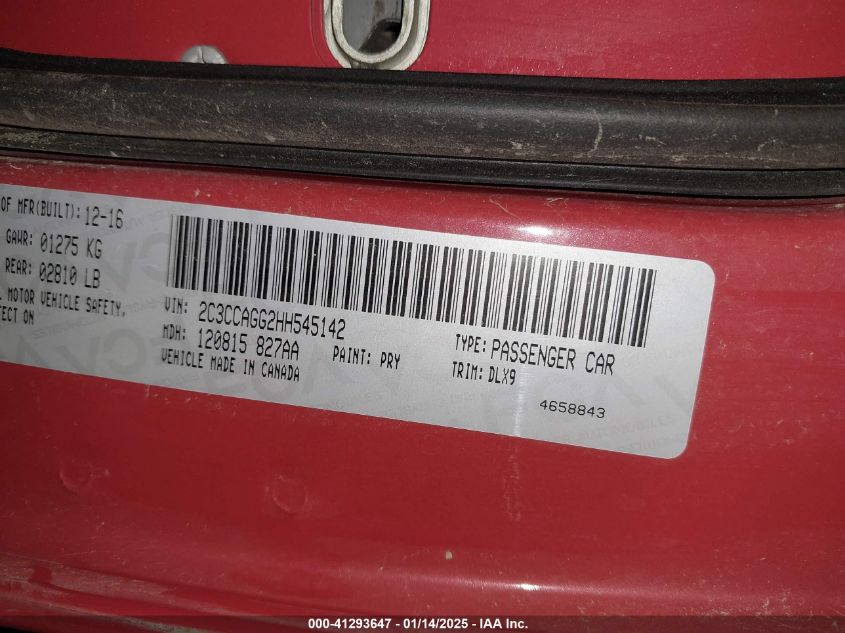 OF MFR(BUILT): 12-16
GAWR: 01275 KG
REAR: 02810 LB
MOTOR VEHICLE SAFETY,
ON
VIN: 2C3CCAGG2HH545142
TYPE: PASSENGER CAR
MDH: 120815 827AA
PAINT: PRY
TRIM: DLX9
VEHICLE MADE IN CANADA
4658843
000-41293647 - 01/14/2025 - IAA Inc.